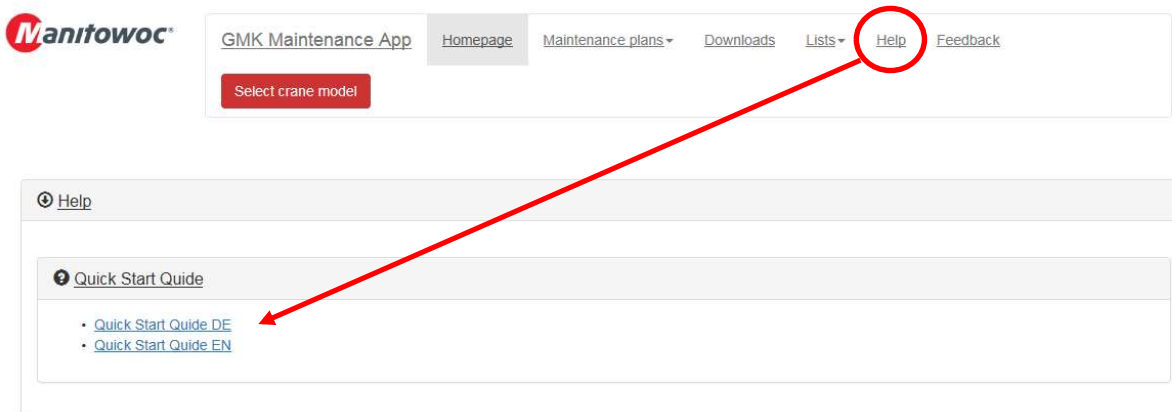 Manitowoc®
GMK Maintenance App Homepage Maintenance plans Downloads Lists Help Feedback
Select crane model
Help
Quick Start Quide
• Quick Start Quide DE
• Quick Start Quide EN